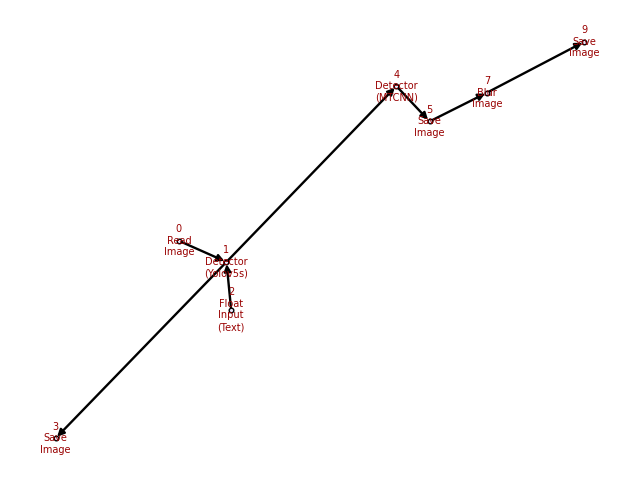 9
Save
Image
4
Detector
(MTCNN)
7
Blur
Image
5
Save
Image
0
Read
Image
1
Detector
(Yolov5s)
2
Float
Input
(Text)
3
Save
Image